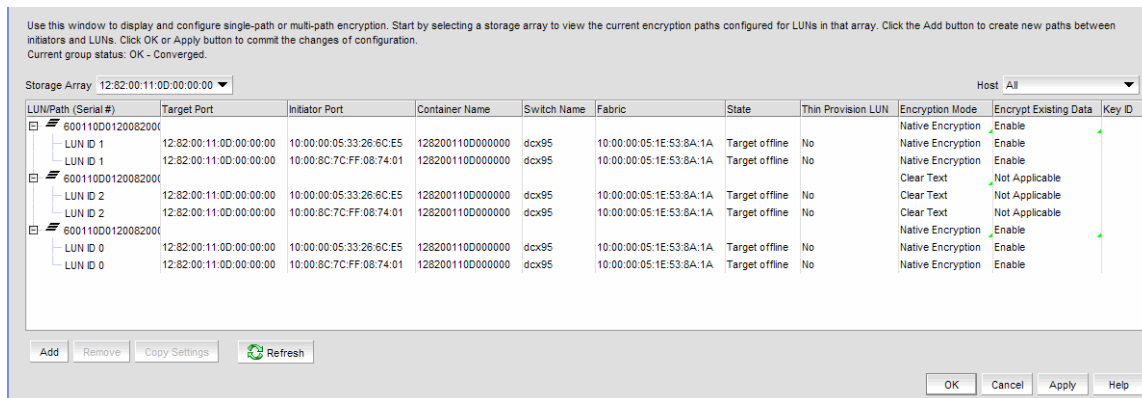 Use this window to display and configure single-path or multi-path encryption. Start by selecting a storage array to view the current encryption paths configured for LUNs in that array. Click the Add button to create new paths between
initiators and LUNs. Click OK or Apply button to commit the changes of configuration.
Current group status: OK - Converged.
Storage Array 12:82:00:11:0D:00:00:00 Host All
LUN/Path (Serial #) Target Port Initiator Port Container Name Switch Name Fabric State Thin Provision LUN Encryption Mode Encrypt Existing Data Key ID
600110D012008200 Native Encryption Enable
LUN ID 1 12:82:00:11:0D:00:00:00 10:00:00:05:33:26:6C:E5 128200110D000000 dcx95 10:00:00:05:1E:53:8A:1A Target offline No Native Encryption Enable
LUN ID 1 12:82:00:11:0D:00:00:00 10:00:8C:7C:FF:08:74:01 128200110D000000 dcx95 10:00:00:05:1E:53:8A:1A Target offline No Native Encryption Enable
600110D012008200 Clear Text Not Applicable
LUN ID 2 12:82:00:11:0D:00:00:00 10:00:00:05:33:26:6C:E5 128200110D000000 dcx95 10:00:00:05:1E:53:8A:1A Target offline No Clear Text Not Applicable
LUN ID 2 12:82:00:11:0D:00:00:00 10:00:8C:7C:FF:08:74:01 128200110D000000 dcx95 10:00:00:05:1E:53:8A:1A Target offline No Clear Text Not Applicable
600110D012008200 Native Encryption Enable
LUN ID 0 12:82:00:11:0D:00:00:00 10:00:00:05:33:26:6C:E5 128200110D000000 dcx95 10:00:00:05:1E:53:8A:1A Target offline No Native Encryption Enable
LUN ID 0 12:82:00:11:0D:00:00:00 10:00:8C:7C:FF:08:74:01 128200110D000000 dcx95 10:00:00:05:1E:53:8A:1A Target offline No Native Encryption Enable
Add Remove Copy Settings Refresh
OK Cancel Apply Help